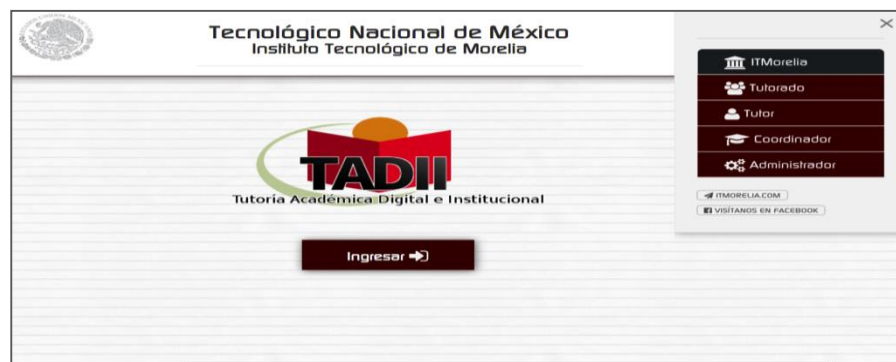 Tecnológico Nacional de México
Instituto Tecnológico de Morelia
TADII
Tutoría Académica Digital e Institucional
Ingresar
ITMorelia
Tutorado
Tutor
Coordinador
Administrador
ITMORELIA.COM
VISÍTANOS EN FACEBOOK